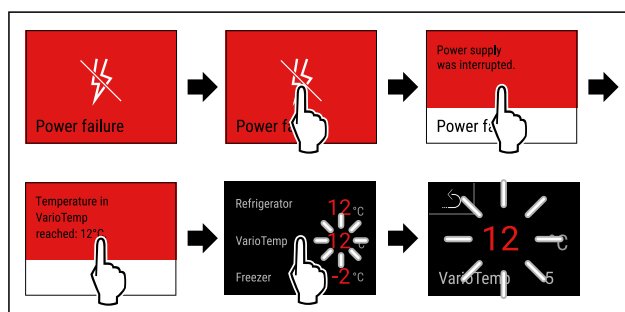 Power failure
Power fa
Power supply
was interrupted.
Power fa
Temperature in
VarioTemp
reached: 12°C
Refrigerator 12 °C
VarioTemp 12 °C
Freezer -2 °C
12 °C
VarioTemp 5